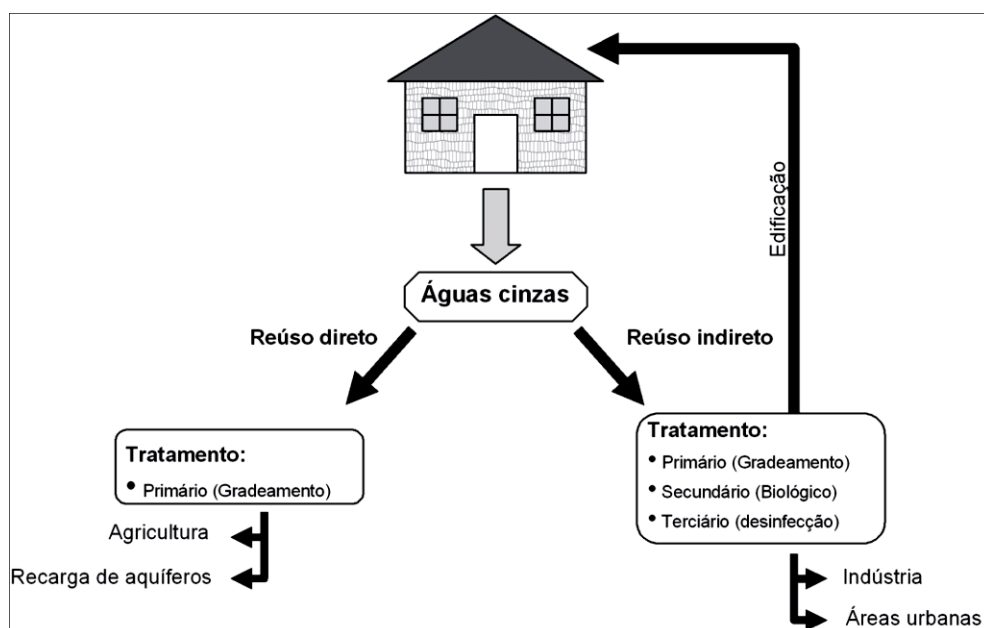 Edificação
Águas cinzas
Reúso direto
Reúso indireto
Tratamento:
• Primário (Gradeamento)
Agricultura
Recarga de aquíferos
Tratamento:
• Primário (Gradeamento)
• Secundário (Biológico)
• Terciário (desinfecção)
Indústria
Áreas urbanas